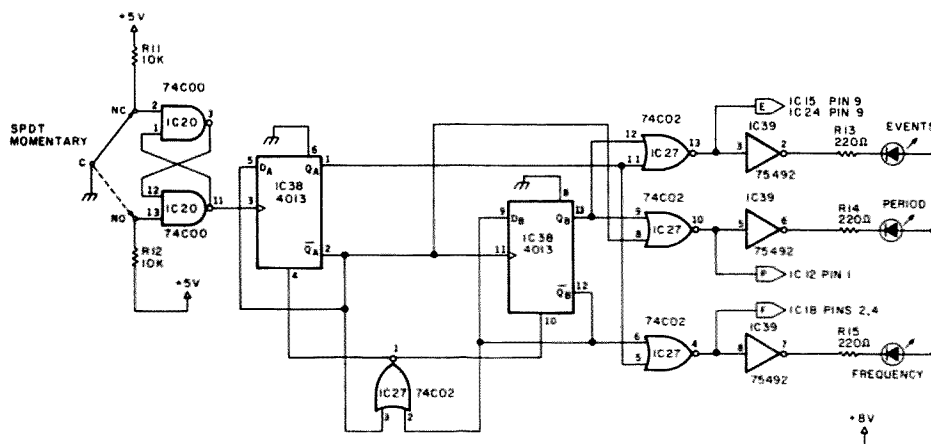 +5V
R11
10K
74C00
NC
2
1
IC20
3
SPDT
MOMENTARY
C
NO
12
13
IC20
11
74C00
R12
10K
+5V
5
DA
6
QA
1
IC38
4013
3
Q̅A
2
4
8
9
DB
QB
13
IC38
4013
11
Q̅B
12
10
1
IC27
74C02
3
2
74C02
12
11
IC27
13
E
IC15 PIN 9
IC24 PIN 9
IC39
3
2
75492
R13
220Ω
EVENTS
74C02
9
8
IC27
10
IC39
5
6
75492
R14
220Ω
PERIOD
P
IC12 PIN 1
F
IC18 PINS 2,4
74C02
6
5
IC27
4
IC39
8
7
75492
R15
220Ω
FREQUENCY
+8V